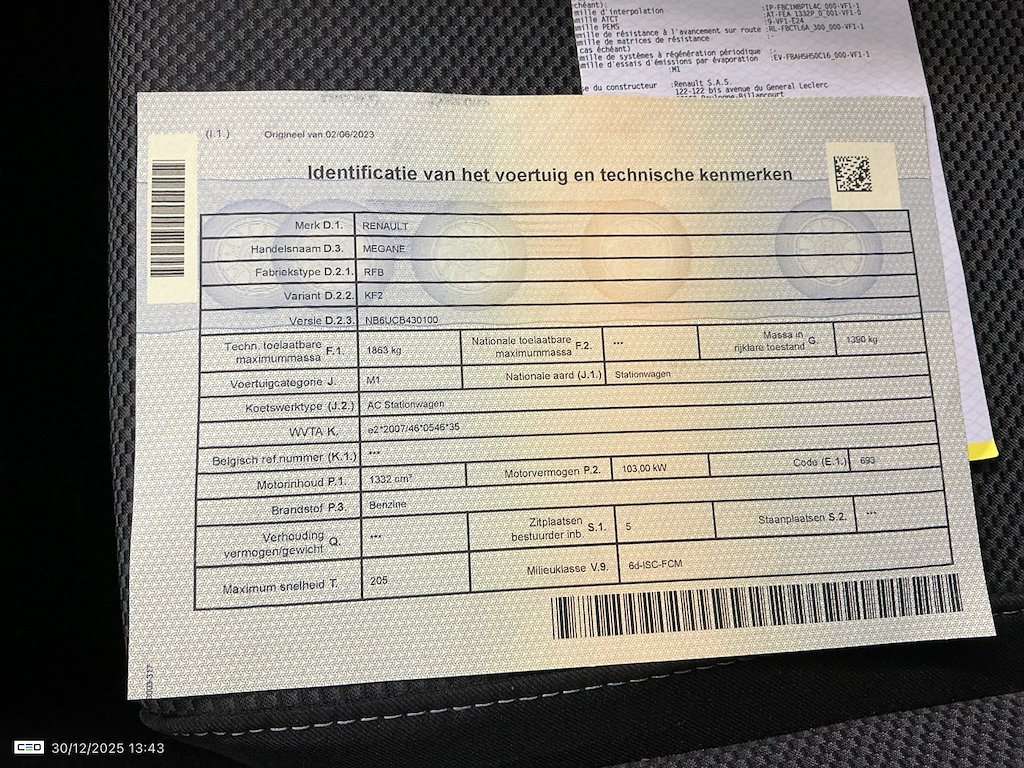 chéant):
mille d'interpolation :IP-FBC1NBPTL4C_000-VF1-1
mille ATCT :AT-FEA_1332P_0_001-VF1-0
mille PEMS :9-VF1-E24
mille de résistance à l'avancement sur route :RL-FBCTL6A_300_000-VF1-1
mille de matrices de résistance :-
cas échéant)
mille de systèmes à régénération périodique :-
mille d'essais d'émissions par évaporation :EV-FBAH5H50C16_000-VF1-1
:M1
se du constructeur :Renault S.A.S.
122-122 bis avenue du General Leclerc
Boulogne-Billancourt
(I.1.) Origineel van 02/06/2023
Identificatie van het voertuig en technische kenmerken
Merk D.1. RENAULT
Handelsnaam D.3. MEGANE
Fabriekstype D.2.1. RFB
Variant D.2.2. KF2
Versie D.2.3. NB6UCB430100
Techn. toelaatbare maximummassa F.1. 1863 kg Nationale toelaatbare maximummassa F.2. *** Massa in rijklare toestand G. 1390 kg
Voertuigcategorie J. M1 Nationale aard (J.1.) Stationwagen
Koetswerktype (J.2.) AC Stationwagen
WVTA K. e2*2007/46*0546*35
Belgisch ref.nummer (K.1.) ***
Motorinhoud P.1. 1332 cm³ Motorvermogen P.2. 103,00 kW Code (E.1.) 693
Brandstof P.3. Benzine
Verhouding vermogen/gewicht Q. *** Zitplaatsen bestuurder inb. S.1. 5 Staanplaatsen S.2. ***
Maximum snelheid T. 205 Milieuklasse V.9. 6d-ISC-FCM
CEO 30/12/2025 13:43